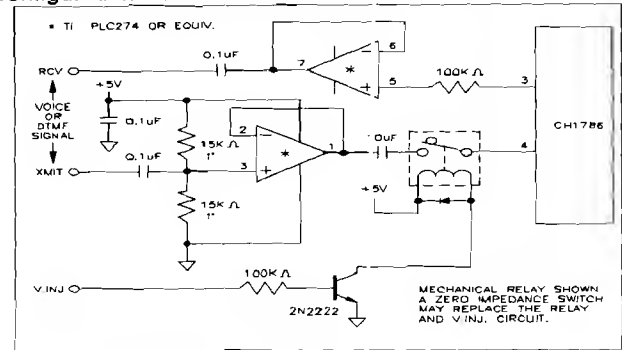 * TI PLC274 OR EQUIV.
0.1uF
RCV
7
6
*
5
100K Ω
3
+5V
VOICE
OR
DTMF
SIGNAL
0.1uF
15K Ω
2
*
1
CH1786
0.1uF
10uF
XMIT
3
4
15K Ω
+5V
100K Ω
V.INJ
2N2222
MECHANICAL RELAY SHOWN
A ZERO IMPEDANCE SWITCH
MAY REPLACE THE RELAY
AND V.INJ. CIRCUIT.